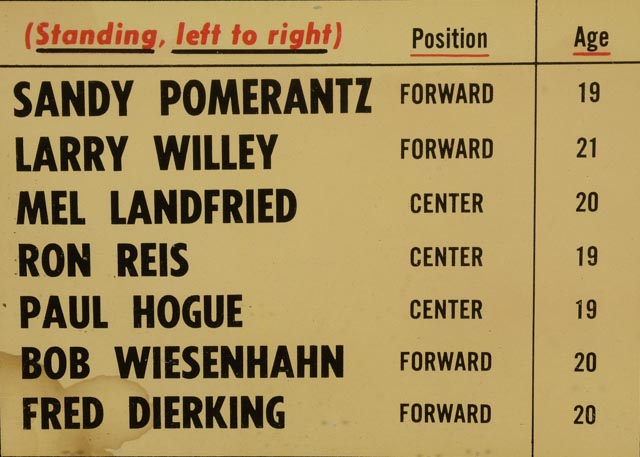 (Standing, left to right) Position Age
SANDY POMERANTZ FORWARD 19
LARRY WILLEY FORWARD 21
MEL LANDFRIED CENTER 20
RON REIS CENTER 19
PAUL HOGUE CENTER 19
BOB WIESENHAHN FORWARD 20
FRED DIERKING FORWARD 20